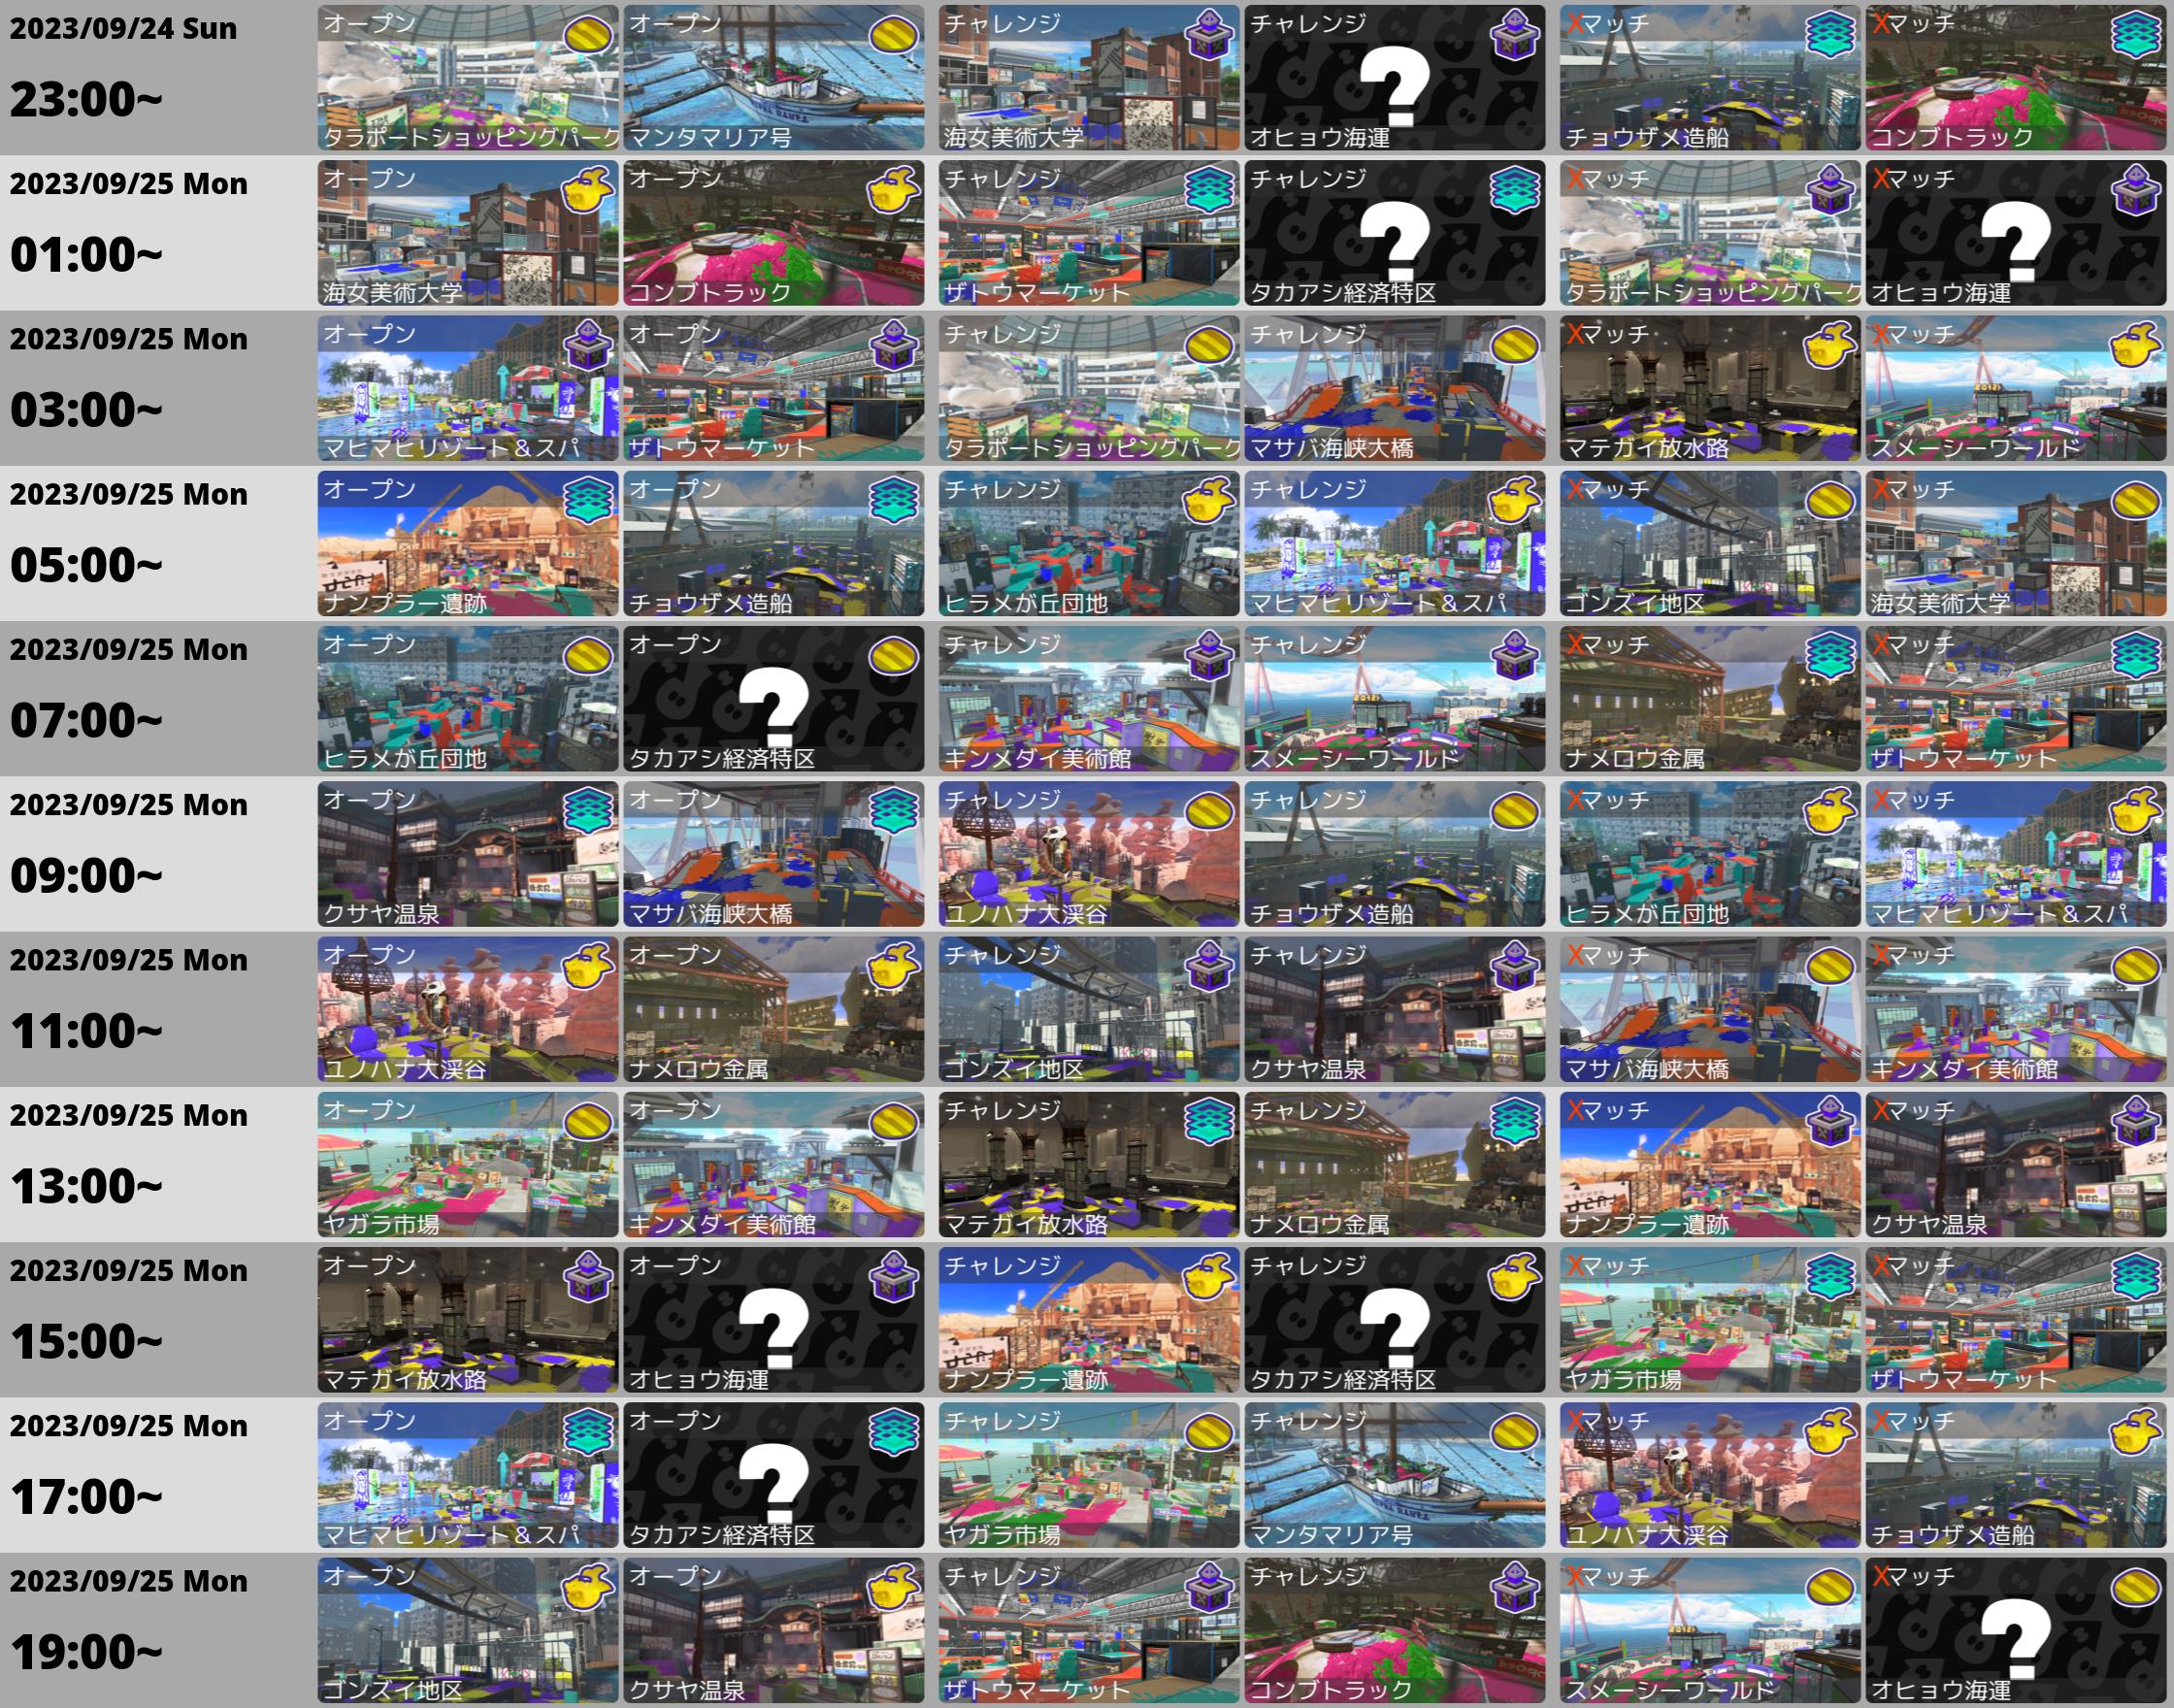 2023/09/24 Sun
23:00~
オープン オープン チャレンジ チャレンジ Xマッチ Xマッチ
タラポートショッピングパーク マンタマリア号 海女美術大学 オヒョウ海運 チョウザメ造船 コンブトラック
2023/09/25 Mon
01:00~
オープン オープン チャレンジ チャレンジ Xマッチ Xマッチ
海女美術大学 コンブトラック ザトウマーケット タカアシ経済特区 タラポートショッピングパーク オヒョウ海運
2023/09/25 Mon
03:00~
オープン オープン チャレンジ チャレンジ Xマッチ Xマッチ
マヒマヒリゾート＆スパ ザトウマーケット タラポートショッピングパーク マサバ海峡大橋 マテガイ放水路 スメーシーワールド
2023/09/25 Mon
05:00~
オープン オープン チャレンジ チャレンジ Xマッチ Xマッチ
ナンプラー遺跡 チョウザメ造船 ヒラメが丘団地 マヒマヒリゾート＆スパ ゴンズイ地区 海女美術大学
2023/09/25 Mon
07:00~
オープン オープン チャレンジ チャレンジ Xマッチ Xマッチ
ヒラメが丘団地 タカアシ経済特区 キンメダイ美術館 スメーシーワールド ナメロウ金属 ザトウマーケット
2023/09/25 Mon
09:00~
オープン オープン チャレンジ チャレンジ Xマッチ Xマッチ
クサヤ温泉 マサバ海峡大橋 ユノハナ大渓谷 チョウザメ造船 ヒラメが丘団地 マヒマヒリゾート＆スパ
2023/09/25 Mon
11:00~
オープン オープン チャレンジ チャレンジ Xマッチ Xマッチ
ユノハナ大渓谷 ナメロウ金属 ゴンズイ地区 クサヤ温泉 マサバ海峡大橋 キンメダイ美術館
2023/09/25 Mon
13:00~
オープン オープン チャレンジ チャレンジ Xマッチ Xマッチ
ヤガラ市場 キンメダイ美術館 マテガイ放水路 ナメロウ金属 ナンプラー遺跡 クサヤ温泉
2023/09/25 Mon
15:00~
オープン オープン チャレンジ チャレンジ Xマッチ Xマッチ
マテガイ放水路 オヒョウ海運 ナンプラー遺跡 タカアシ経済特区 ヤガラ市場 ザトウマーケット
2023/09/25 Mon
17:00~
オープン オープン チャレンジ チャレンジ Xマッチ Xマッチ
マヒマヒリゾート＆スパ タカアシ経済特区 ヤガラ市場 マンタマリア号 ユノハナ大渓谷 チョウザメ造船
2023/09/25 Mon
19:00~
オープン オープン チャレンジ チャレンジ Xマッチ Xマッチ
ゴンズイ地区 クサヤ温泉 ザトウマーケット コンブトラック スメーシーワールド オヒョウ海運